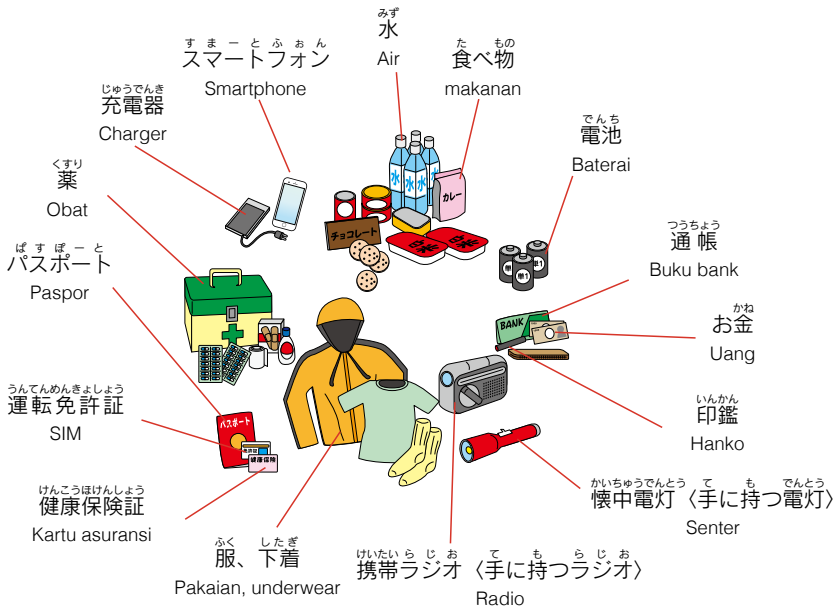 みず
水
Air
すまーとふぉん
スマートフォン
Smartphone
た もの
食べ物
makanan
じゅうでんき
充電器
Charger
でんち
電池
Baterai
くすり
薬
Obat
つうちょう
通帳
Buku bank
ぱすぽーと
パスポート
Paspor
かね
お金
Uang
うんてんめんきょしょう
運転免許証
SIM
いんかん
印鑑
Hanko
けんこうほけんしょう
健康保険証
Kartu asuransi
かいちゅうでんとう て も でんとう
懐中電灯〈手に持つ電灯〉
Senter
ふく したぎ
服、下着
Pakaian, underwear
けいたいらじお て も らじお
携帯ラジオ〈手に持つラジオ〉
Radio
水 水 水
カレー
チョコレート
単1 単1
BANK
パスポート
健康保険